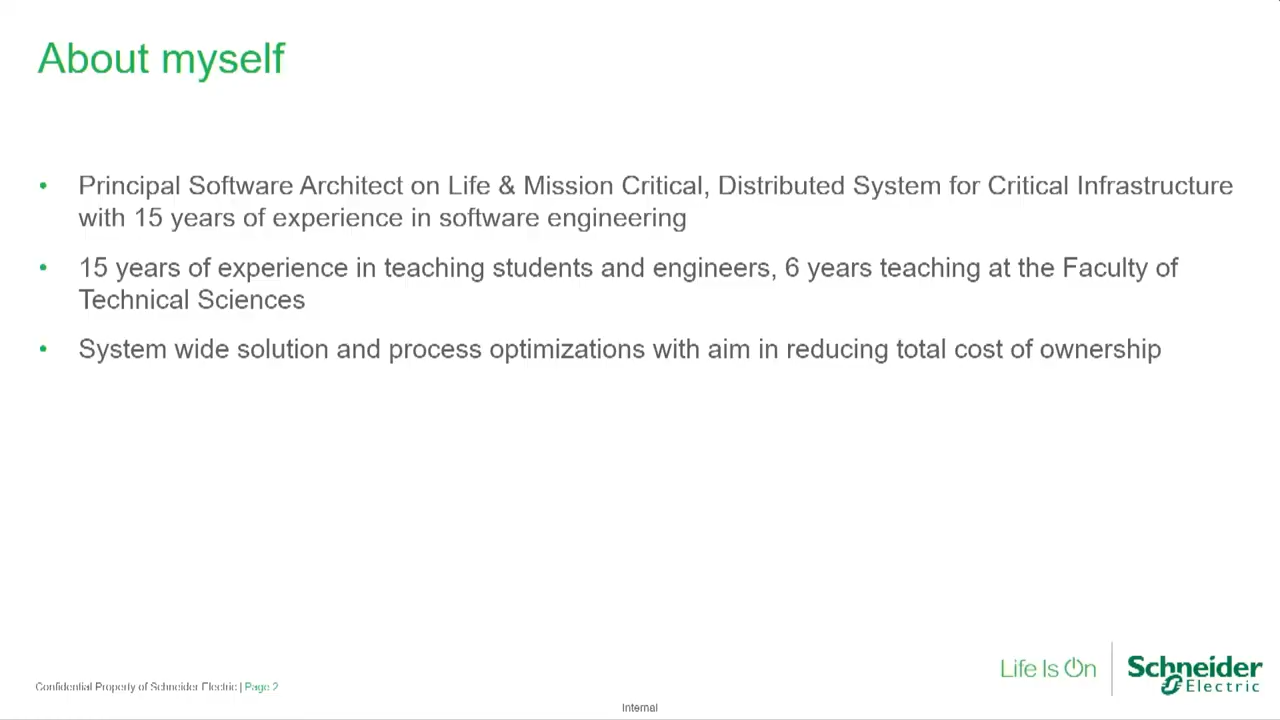 About myself
• Principal Software Architect on Life & Mission Critical, Distributed System for Critical Infrastructure
with 15 years of experience in software engineering
• 15 years of experience in teaching students and engineers, 6 years teaching at the Faculty of
Technical Sciences
• System wide solution and process optimizations with aim in reducing total cost of ownership
Life Is On
Schneider
Electric
Confidential Property of Schneider Electric | Page 2
Internal